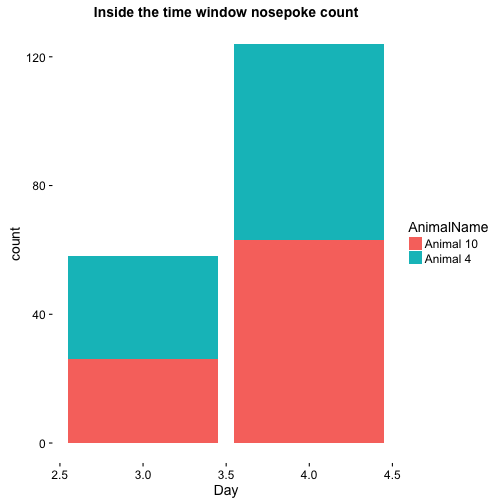 Inside the time window nosepoke count
120
80
40
0
count
2.5 3.0 3.5 4.0 4.5
Day
AnimalName
Animal 10
Animal 4